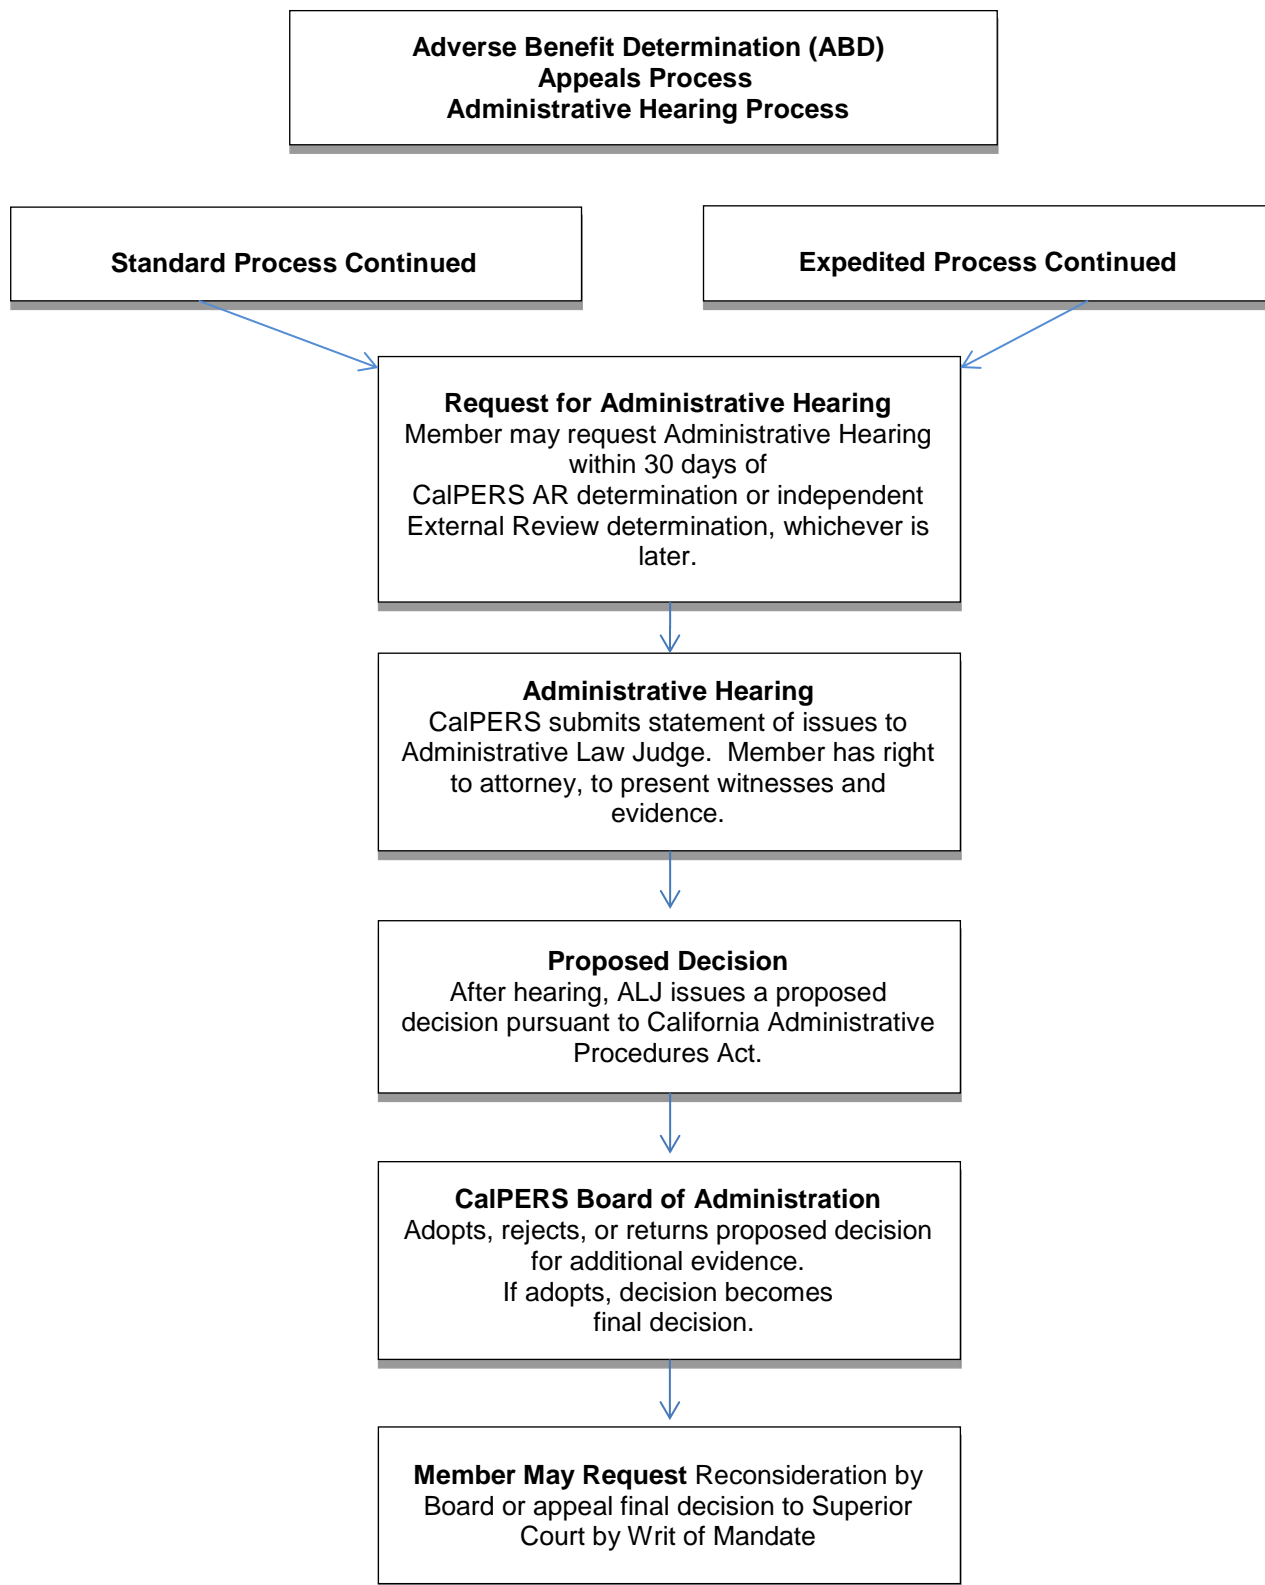 Adverse Benefit Determination (ABD)
Appeals Process
Administrative Hearing Process
Standard Process Continued
Expedited Process Continued
Request for Administrative Hearing
Member may request Administrative Hearing
within 30 days of
CalPERS AR determination or independent
External Review determination, whichever is
later.
Administrative Hearing
CalPERS submits statement of issues to
Administrative Law Judge.  Member has right
to attorney, to present witnesses and
evidence.
Proposed Decision
After hearing, ALJ issues a proposed
decision pursuant to California Administrative
Procedures Act.
CalPERS Board of Administration
Adopts, rejects, or returns proposed decision
for additional evidence.
If adopts, decision becomes
final decision.
Member May Request Reconsideration by
Board or appeal final decision to Superior
Court by Writ of Mandate